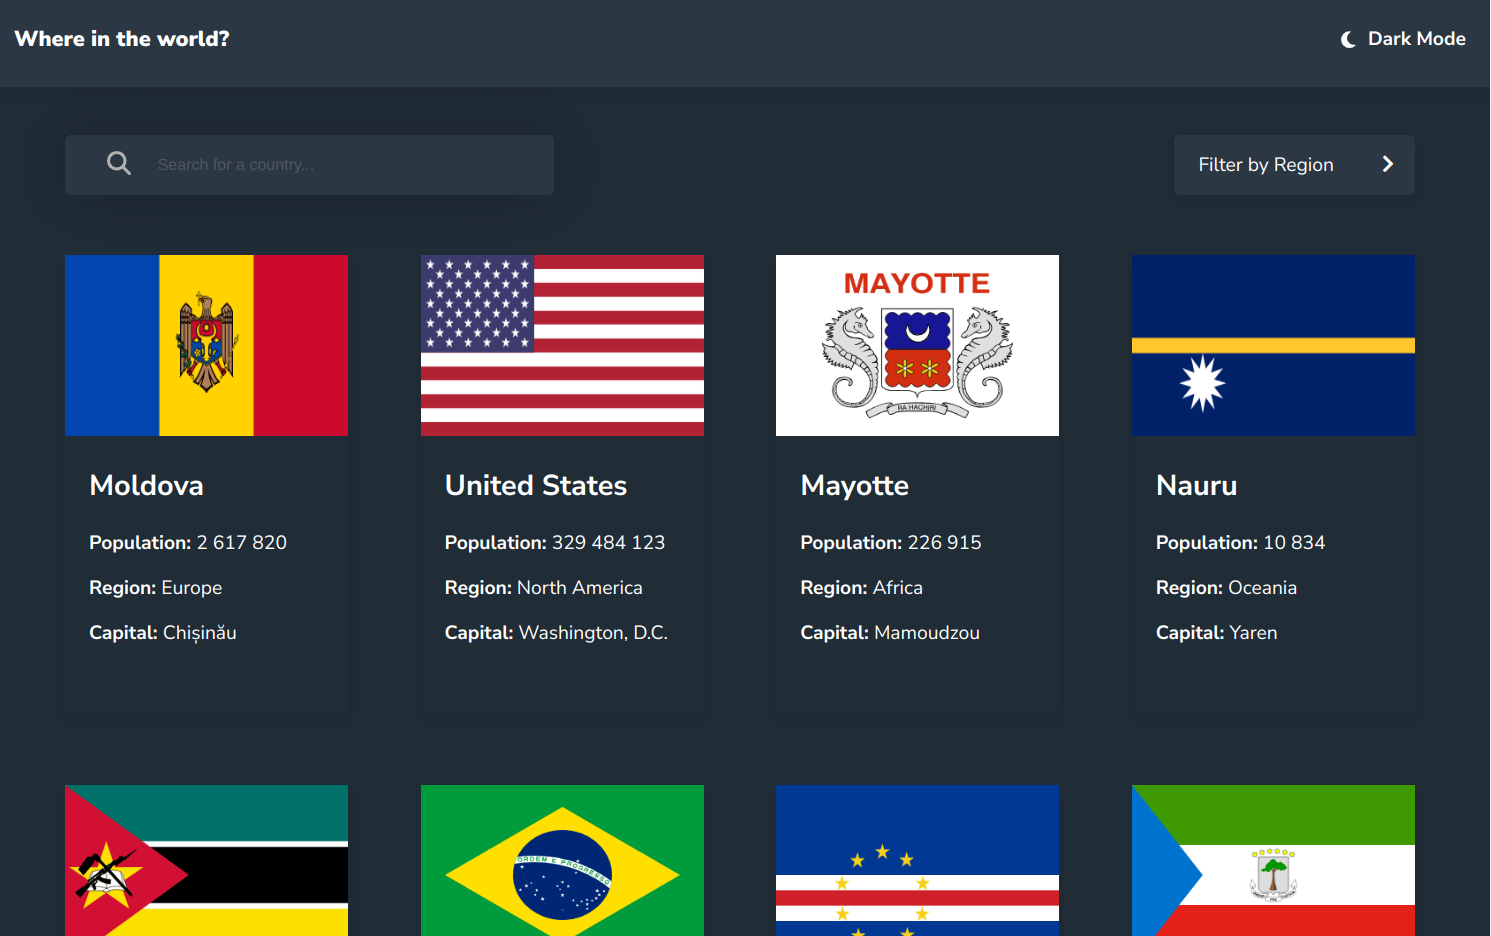 Where in the world?
Dark Mode
Search for a country...
Filter by Region
MAYOTTE
RA HACHIRI
Moldova
Population: 2 617 820
Region: Europe
Capital: Chișinău
United States
Population: 329 484 123
Region: North America
Capital: Washington, D.C.
Mayotte
Population: 226 915
Region: Africa
Capital: Mamoudzou
Nauru
Population: 10 834
Region: Oceania
Capital: Yaren
ORDEM E PROGRESSO